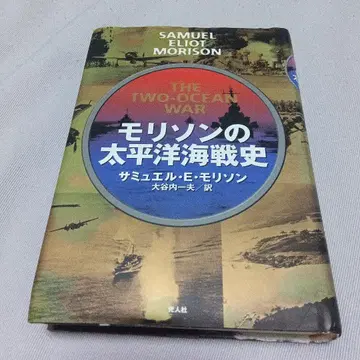 SAMUEL
ELIOT
MORISON
THE
TWO-OCEAN
WAR
モリソンの
太平洋海戦史
サミュエル・E・モリソン
大谷内一夫/訳
光人社